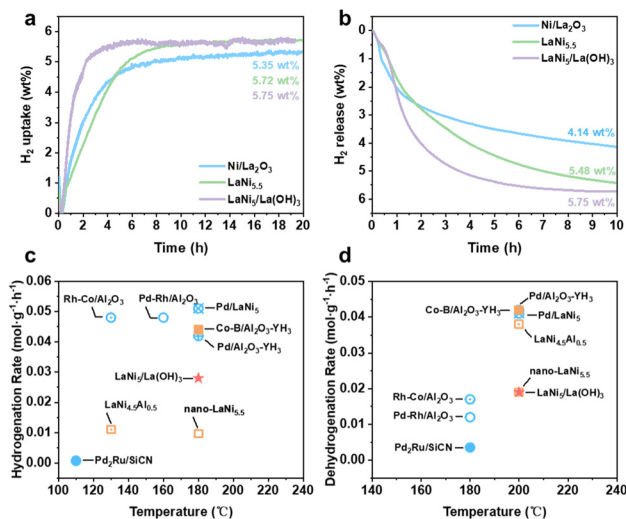 a
H2 uptake (wt%)
6
5
4
3
2
1
0
5.35 wt%
5.72 wt%
5.75 wt%
Ni/La2O3
LaNi5.5
LaNi5/La(OH)3
0 2 4 6 8 10 12 14 16 18 20
Time (h)
b
H2 release (wt%)
0
1
2
3
4
5
6
Ni/La2O3
LaNi5.5
LaNi5/La(OH)3
4.14 wt%
5.48 wt%
5.75 wt%
0 2 4 6 8 10
Time (h)
c
Hydrogenation Rate (mol·g-1·h-1)
0.06
0.05
0.04
0.03
0.02
0.01
0.00
Rh-Co/Al2O3
Pd-Rh/Al2O3
Pd/LaNi5
Co-B/Al2O3-YH3
Pd/Al2O3-YH3
LaNi5/La(OH)3
LaNi4.5Al0.5
nano-LaNi5.5
Pd2Ru/SiCN
100 120 140 160 180 200 220 240
Temperature (℃)
d
Dehydrogenation Rate (mol·g-1·h-1)
0.05
0.04
0.03
0.02
0.01
0.00
Pd/Al2O3-YH3
Co-B/Al2O3-YH3
Pd/LaNi5
LaNi4.5Al0.5
nano-LaNi5.5
LaNi5/La(OH)3
Rh-Co/Al2O3
Pd-Rh/Al2O3
Pd2Ru/SiCN
140 160 180 200 220 240
Temperature (℃)